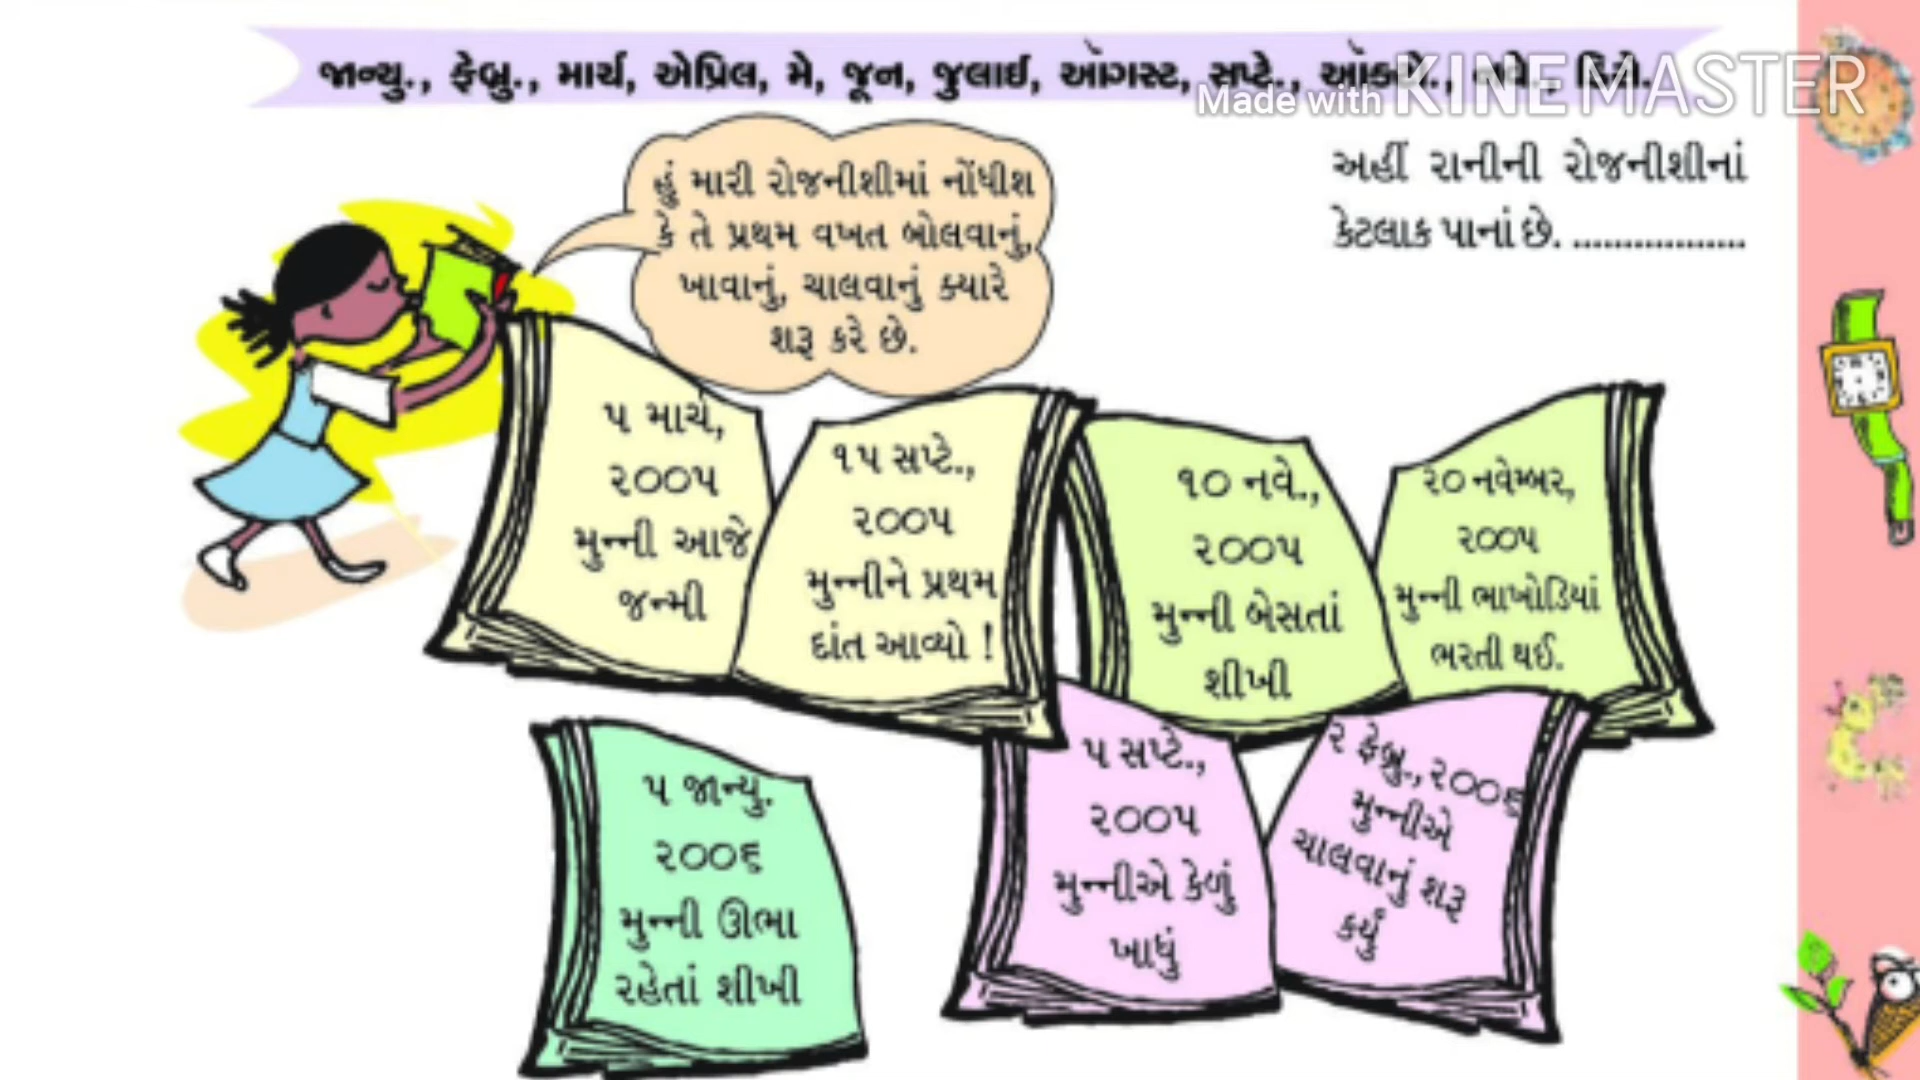 જાન્યુ., ફેબ્રુ., માર્ચ, એપ્રિલ, મે, જૂન, જુલાઈ, ઑગસ્ટ, સપ્ટે.,
Made with KINEMASTER
અહીં રાનીની રોજનીશીનાં
કેટલાક પાનાં છે. .................
હું મારી રોજનીશીમાં નોંધીશ
કે તે પ્રથમ વખત બોલવાનું,
ખાવાનું, ચાલવાનું ક્યારે
શરૂ કરે છે.
૫ માર્ચ,
૨૦૦૫
મુન્ની આજે
જન્મી
૧૫ સપ્ટે.,
૨૦૦૫
મુન્નીને પ્રથમ
દાંત આવ્યો !
૧૦ નવે.,
૨૦૦૫
મુન્ની બેસતાં
શીખી
૨૦ નવેમ્બર,
૨૦૦૫
મુન્ની ભાખોડિયાં
ભરતી થઈ.
૫ જાન્યુ.
૨૦૦૬
મુન્ની ઊભા
રહેતાં શીખી
૫ સપ્ટે.,
૨૦૦૫
મુન્નીએ કેળું
ખાધું
૨ ફેબ્રુ., ૨૦૦૬
મુન્નીએ
ચાલવાનું શરૂ
કર્યું